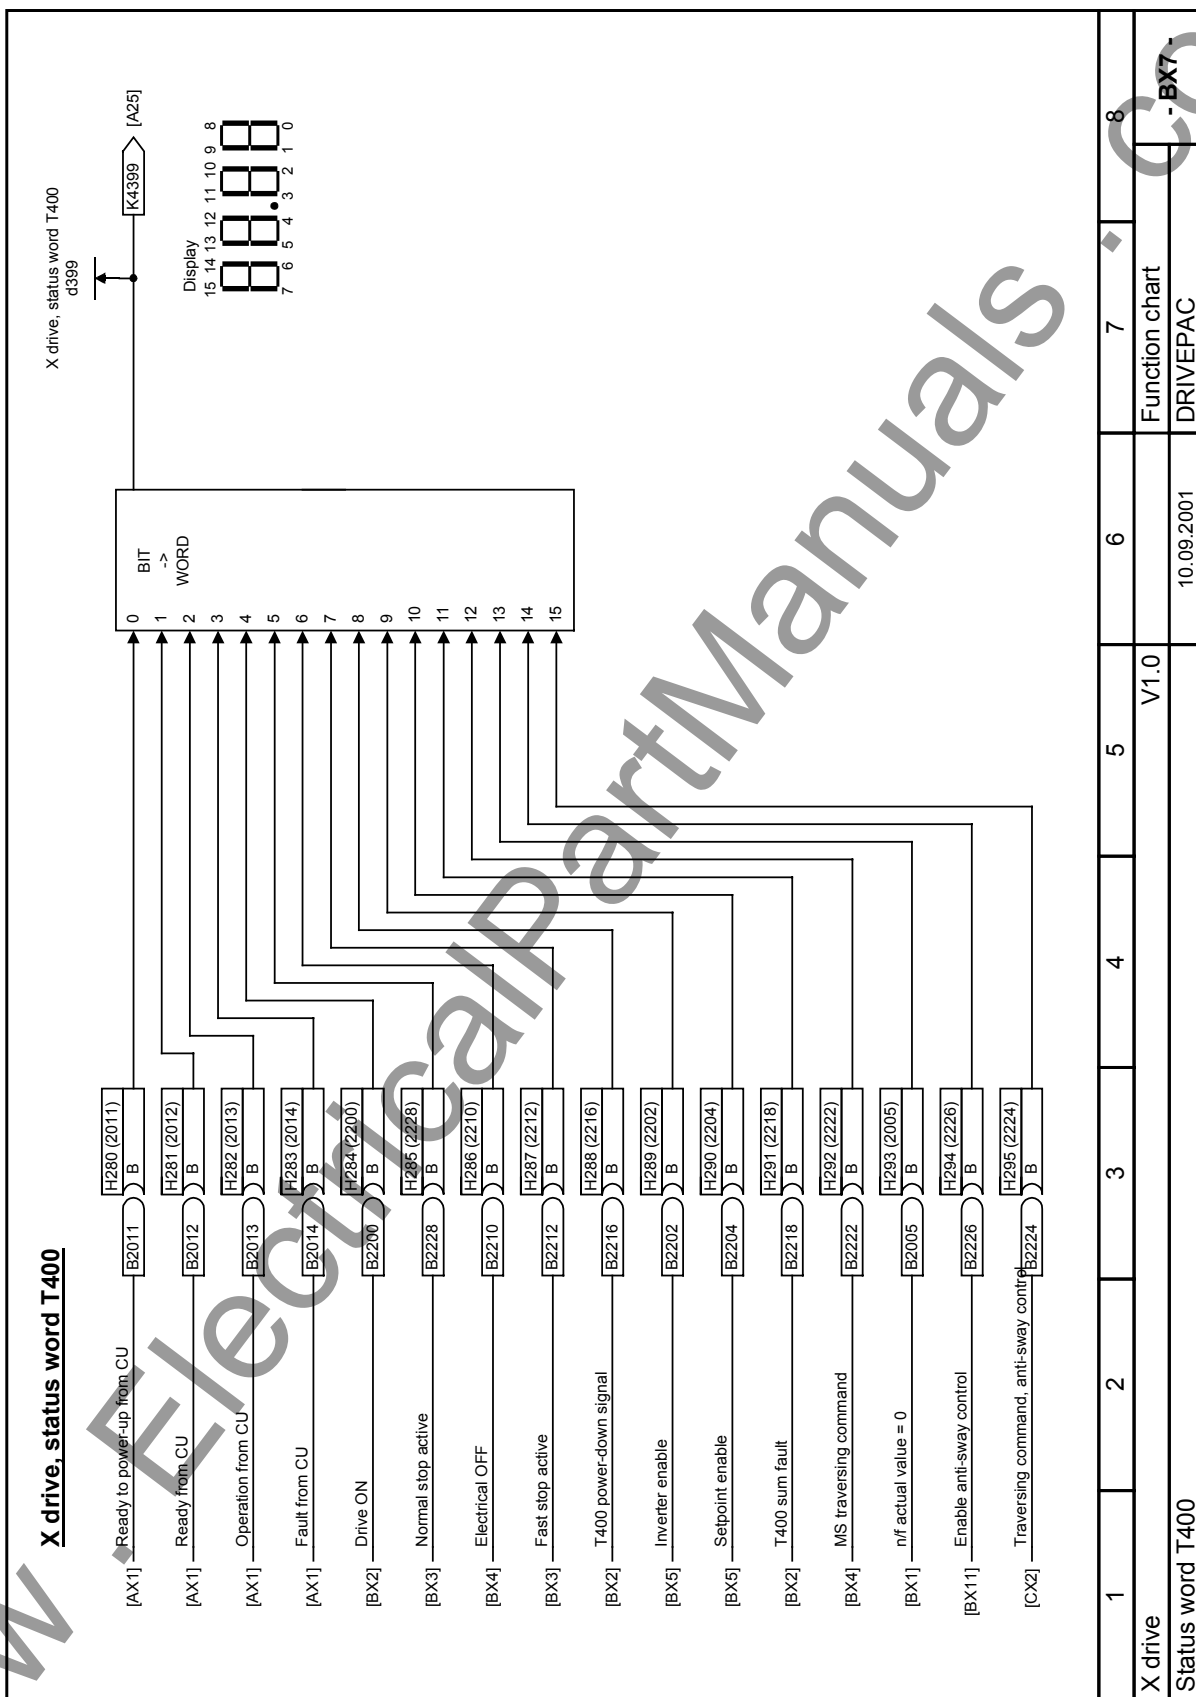 X drive, status word T400
X drive, status word T400
d399
K4399
[A25]
Display
15 14 13 12 11 10 9 8
7 6 5 4 3 2 1 0
BIT
->
WORD
[AX1] Ready to power-up from CU B2011 H280 (2011) B 0
[AX1] Ready from CU B2012 H281 (2012) B 1
[AX1] Operation from CU B2013 H282 (2013) B 2
[AX1] Fault from CU B2014 H283 (2014) B 3
[BX2] Drive ON B2200 H284 (2200) B 4
[BX3] Normal stop active B2228 H285 (2228) B 5
[BX4] Electrical OFF B2210 H286 (2210) B 6
[BX3] Fast stop active B2212 H287 (2212) B 7
[BX2] T400 power-down signal B2216 H288 (2216) B 8
[BX5] Inverter enable B2202 H289 (2202) B 9
[BX5] Setpoint enable B2204 H290 (2204) B 10
[BX2] T400 sum fault B2218 H291 (2218) B 11
[BX4] MS traversing command B2222 H292 (2222) B 12
[BX1] n/f actual value = 0 B2005 H293 (2005) B 13
[BX11] Enable anti-sway control B2226 H294 (2226) B 14
[CX2] Traversing command, anti-sway control B2224 H295 (2224) B 15
1 2 3 4 5 6 7 8
X drive V1.0 Function chart
- BX7 -
Status word T400 10.09.2001 DRIVEPAC
w . ElectricalPartManuals . co